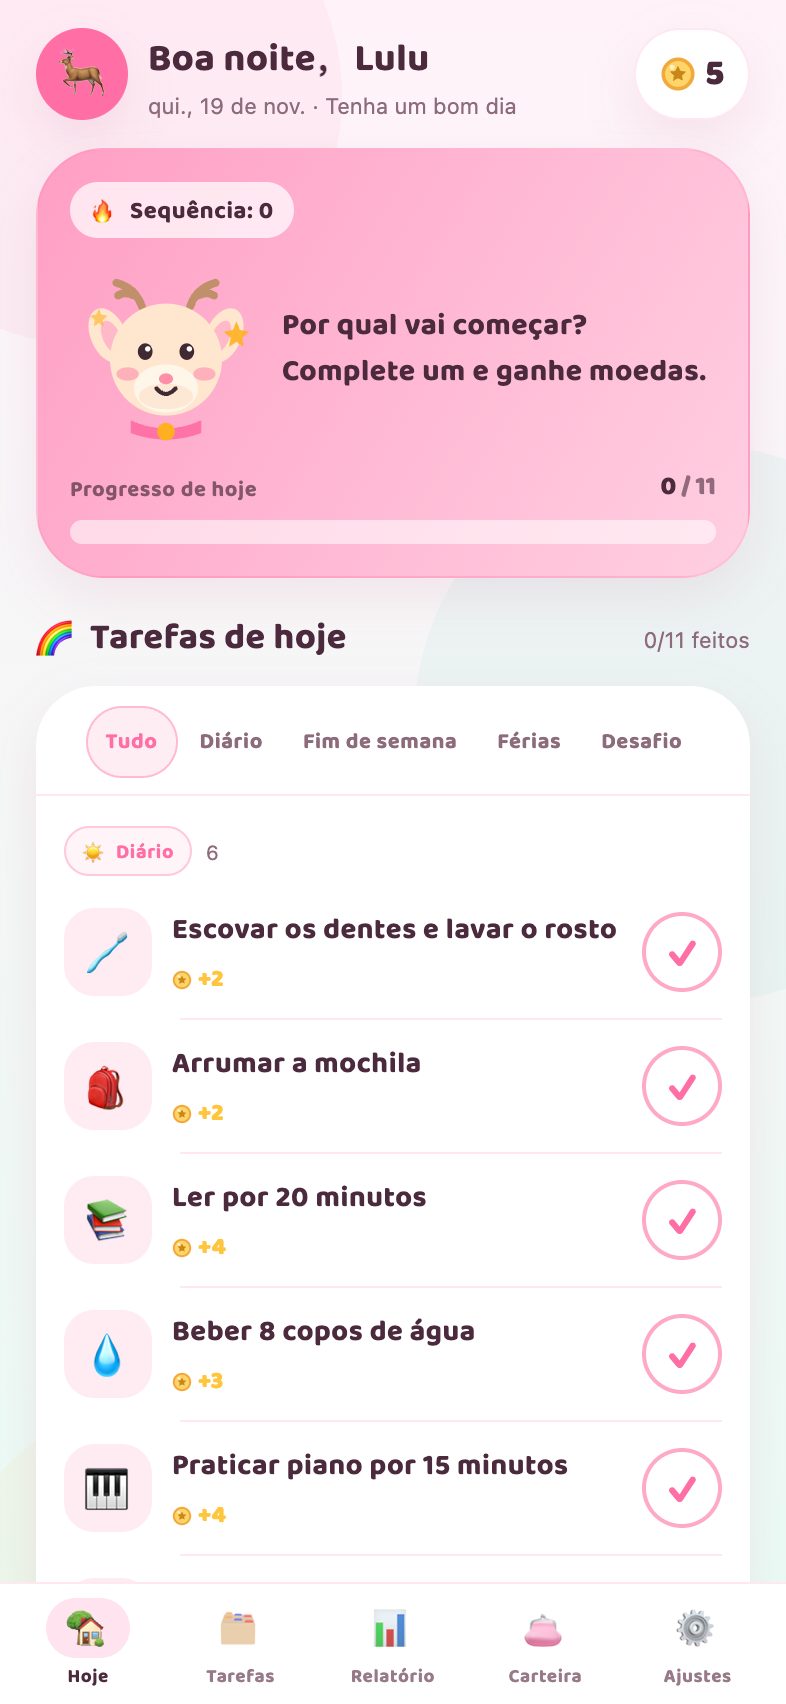 Boa noite, Lulu
5
qui., 19 de nov. · Tenha um bom dia
Sequência: 0
Por qual vai começar?
Complete um e ganhe moedas.
Progresso de hoje
0 / 11
Tarefas de hoje
0/11 feitos
Tudo Diário Fim de semana Férias Desafio
Diário 6
Escovar os dentes e lavar o rosto
+2
Arrumar a mochila
+2
Ler por 20 minutos
+4
Beber 8 copos de água
+3
Praticar piano por 15 minutos
+4
Hoje Tarefas Relatório Carteira Ajustes